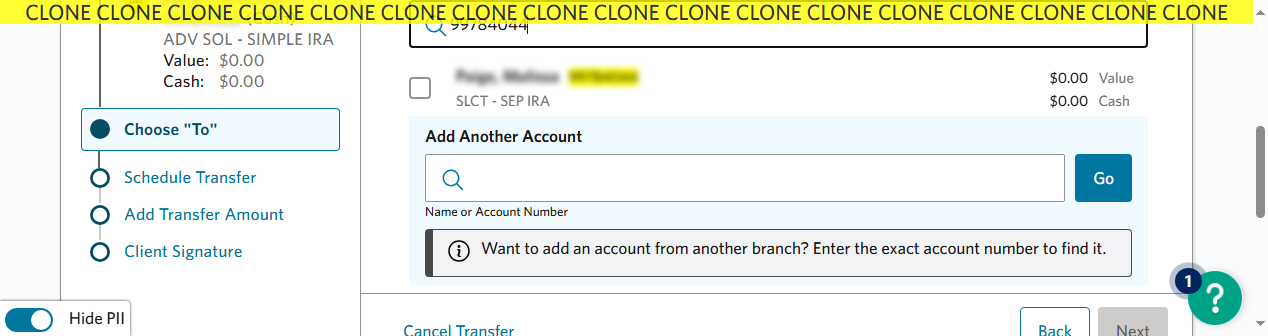 CLONE CLONE CLONE CLONE CLONE CLONE CLONE CLONE CLONE CLONE CLONE CLONE CLONE CLONE CLONE CLONE CLONE
ADV SOL - SIMPLE IRA
Value: $0.00
Cash: $0.00
Choose "To"
Schedule Transfer
Add Transfer Amount
Client Signature
Hide PII
99784044
$0.00 Value
SLCT - SEP IRA
$0.00 Cash
Add Another Account
Go
Name or Account Number
Want to add an account from another branch? Enter the exact account number to find it.
1
?
Cancel Transfer
Back
Next